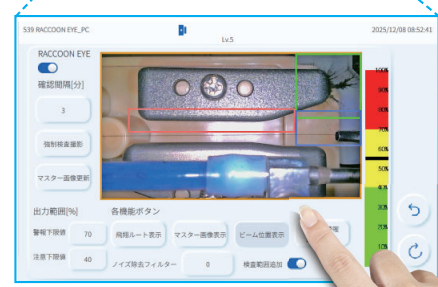 539 RACCOON EYE_PC
Lv.5
2025/12/08 08:52:41
RACCOON EYE
確認間隔[分]
3
強制検査撮影
マスター画像更新
100%
90%
80%
70%
60%
50%
40%
30%
20%
10%
出力範囲[%]
各機能ボタン
警報下限値
70
飛翔ルート表示
マスター画像表示
ビーム位置表示
注意下限値
40
ノイズ除去フィルター
0
検査範囲追加